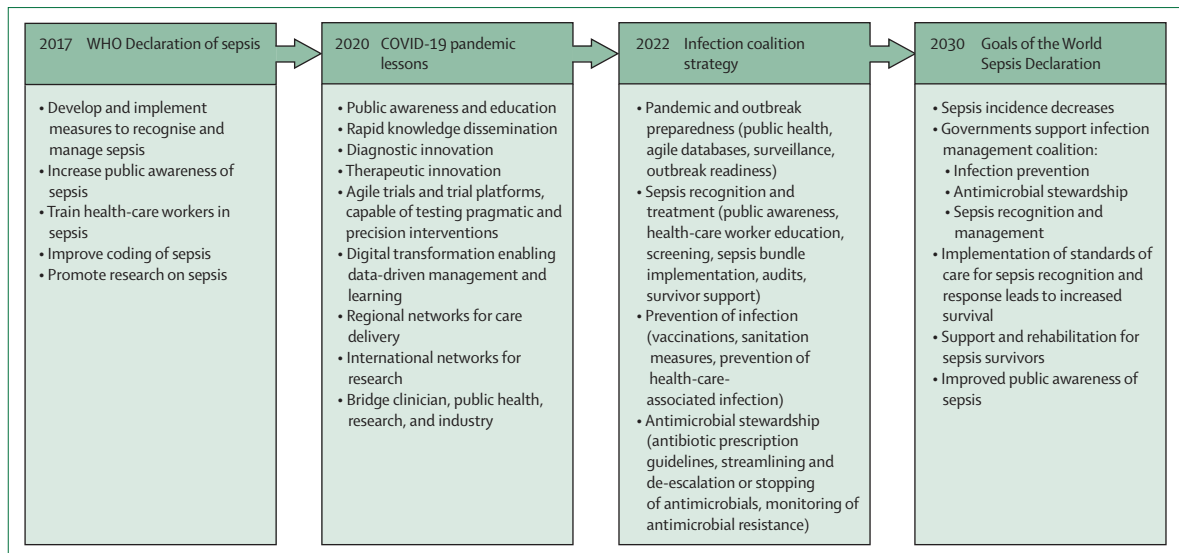 2017 WHO Declaration of sepsis
• Develop and implement
measures to recognise and
manage sepsis
• Increase public awareness of
sepsis
• Train health-care workers in
sepsis
• Improve coding of sepsis
• Promote research on sepsis
2020 COVID-19 pandemic
lessons
• Public awareness and education
• Rapid knowledge dissemination
• Diagnostic innovation
• Therapeutic innovation
• Agile trials and trial platforms,
capable of testing pragmatic and
precision interventions
• Digital transformation enabling
data-driven management and
learning
• Regional networks for care
delivery
• International networks for
research
• Bridge clinician, public health,
research, and industry
2022 Infection coalition
strategy
• Pandemic and outbreak
preparedness (public health,
agile databases, surveillance,
outbreak readiness)
• Sepsis recognition and
treatment (public awareness,
health-care worker education,
screening, sepsis bundle
implementation, audits,
survivor support)
• Prevention of infection
(vaccinations, sanitation
measures, prevention of
health-care-
associated infection)
• Antimicrobial stewardship
(antibiotic prescription
guidelines, streamlining and
de-escalation or stopping
of antimicrobials, monitoring of
antimicrobial resistance)
2030 Goals of the World
Sepsis Declaration
• Sepsis incidence decreases
• Governments support infection
management coalition:
• Infection prevention
• Antimicrobial stewardship
• Sepsis recognition and
management
• Implementation of standards of
care for sepsis recognition and
response leads to increased
survival
• Support and rehabilitation for
sepsis survivors
• Improved public awareness of
sepsis